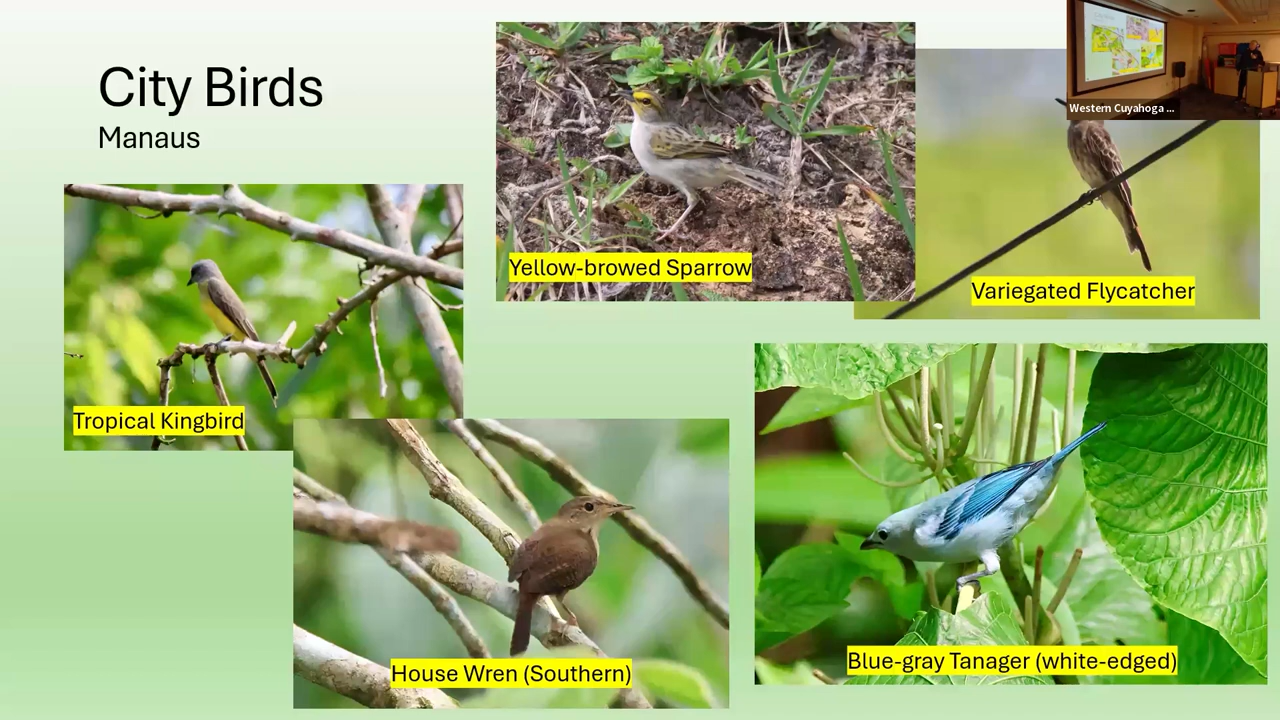 City Birds
Manaus
Western Cuyahoga ...
Yellow-browed Sparrow
Variegated Flycatcher
Tropical Kingbird
House Wren (Southern)
Blue-gray Tanager (white-edged)